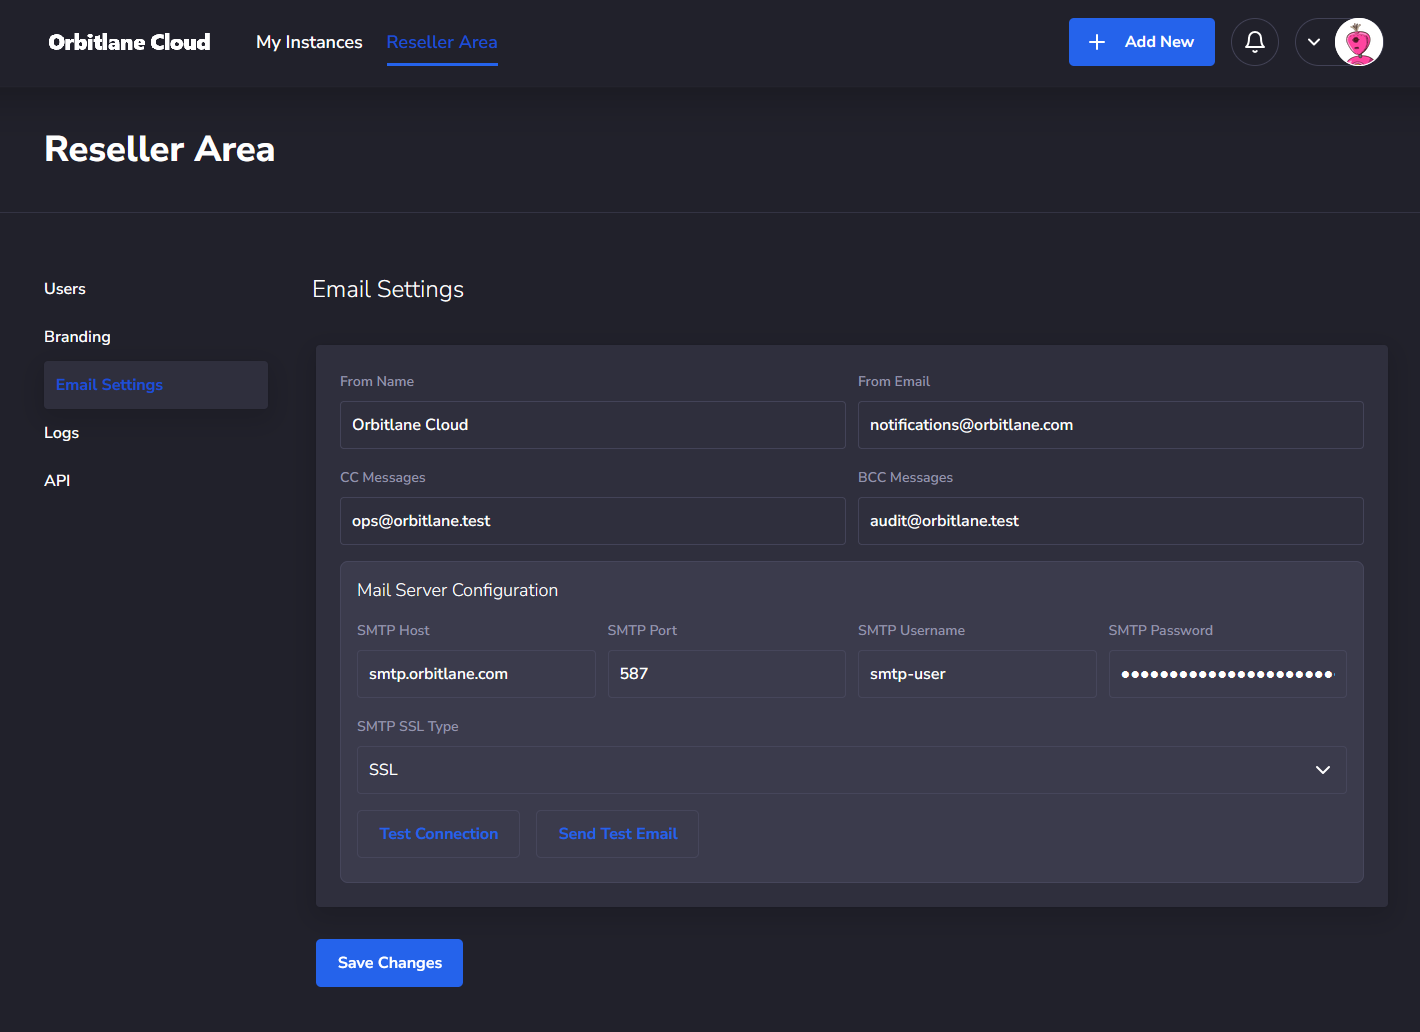 Orbitlane Cloud
My Instances
Reseller Area
Add New
Reseller Area
Users
Branding
Email Settings
Logs
API
Email Settings
From Name
From Email
Orbitlane Cloud
notifications@orbitlane.com
CC Messages
BCC Messages
ops@orbitlane.test
audit@orbitlane.test
Mail Server Configuration
SMTP Host
SMTP Port
SMTP Username
SMTP Password
smtp.orbitlane.com
587
smtp-user
SMTP SSL Type
SSL
Test Connection
Send Test Email
Save Changes